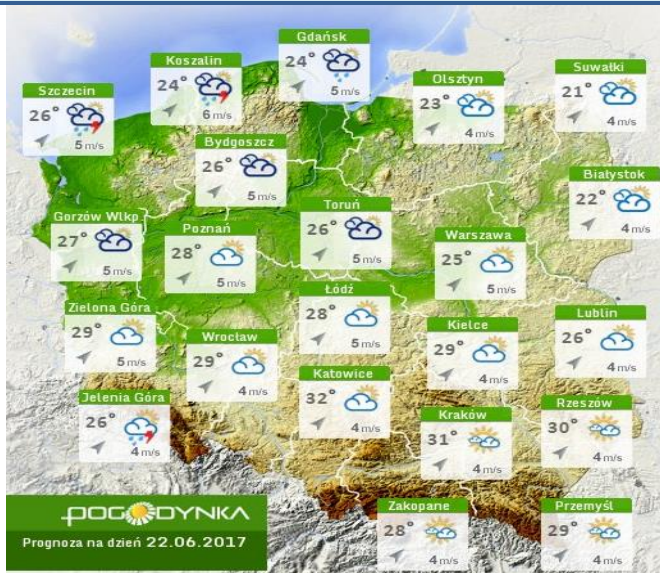 Gdańsk
24°
5 m/s
Koszalin
24°
6 m/s
Suwałki
21°
4 m/s
Olsztyn
23°
4 m/s
Szczecin
26°
5 m/s
Bydgoszcz
26°
5 m/s
Białystok
22°
4 m/s
Toruń
26°
5 m/s
Gorzów Wlkp
27°
5 m/s
Poznań
28°
5 m/s
Warszawa
25°
5 m/s
Łódź
28°
5 m/s
Zielona Góra
29°
5 m/s
Lublin
26°
4 m/s
Kielce
29°
4 m/s
Wrocław
29°
4 m/s
Katowice
32°
4 m/s
Jelenia Góra
26°
4 m/s
Rzeszów
30°
4 m/s
Kraków
31°
4 m/s
Zakopane
28°
4 m/s
Przemyśl
29°
4 m/s
POGODYNKA
Prognoza na dzień 22.06.2017